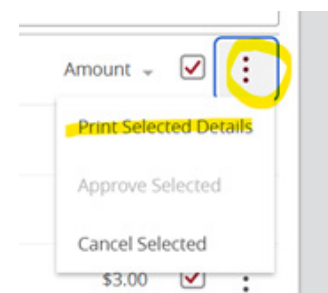 Amount
Print Selected Details
Approve Selected
Cancel Selected
$3.00